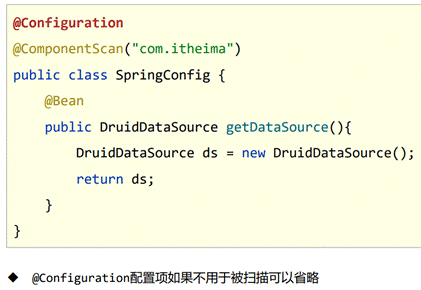 @Configuration
@ComponentScan("com.itheima")
public class SpringConfig {
    @Bean
    public DruidDataSource getDataSource(){
        DruidDataSource ds = new DruidDataSource();
        return ds;
    }
}
◆ @Configuration配置项如果不用于被扫描可以省略